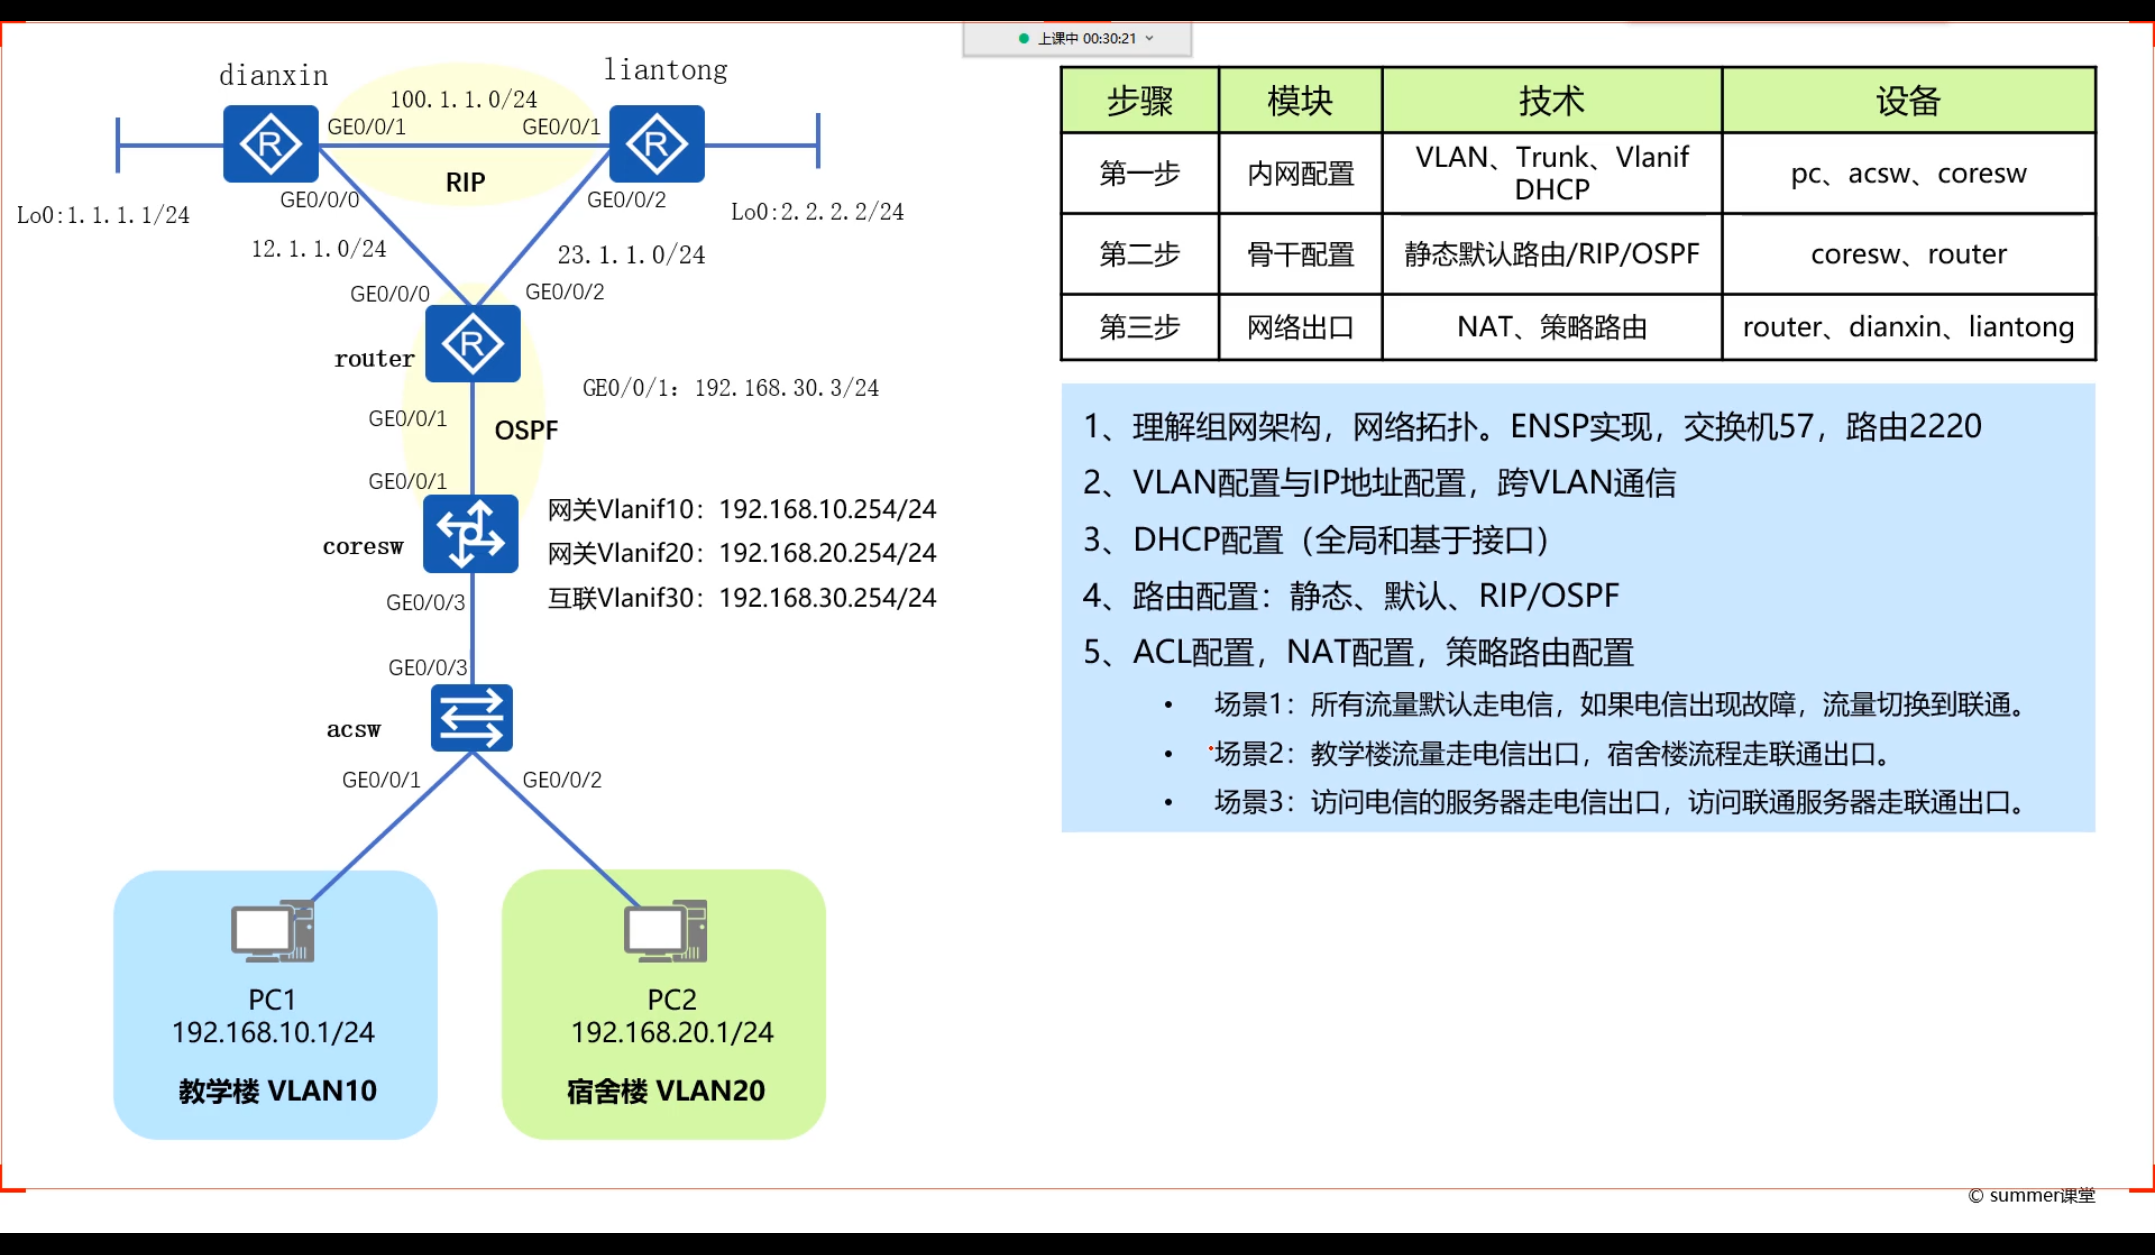 上课中 00:30:21
dianxin
liantong
100.1.1.0/24
GE0/0/1
GE0/0/1
RIP
GE0/0/0
GE0/0/2
Lo0:1.1.1.1/24
Lo0:2.2.2.2/24
12.1.1.0/24
23.1.1.0/24
GE0/0/0
GE0/0/2
router
GE0/0/1：192.168.30.3/24
GE0/0/1
OSPF
GE0/0/1
coresw
网关Vlanif10：192.168.10.254/24
网关Vlanif20：192.168.20.254/24
互联Vlanif30：192.168.30.254/24
GE0/0/3
GE0/0/3
acsw
GE0/0/1
GE0/0/2
PC1
192.168.10.1/24
教学楼 VLAN10
PC2
192.168.20.1/24
宿舍楼 VLAN20
步骤 模块 技术 设备
第一步 内网配置 VLAN、Trunk、Vlanif DHCP pc、acsw、coresw
第二步 骨干配置 静态默认路由/RIP/OSPF coresw、router
第三步 网络出口 NAT、策略路由 router、dianxin、liantong
1、理解组网架构，网络拓扑。ENSP实现，交换机57，路由2220
2、VLAN配置与IP地址配置，跨VLAN通信
3、DHCP配置（全局和基于接口）
4、路由配置：静态、默认、RIP/OSPF
5、ACL配置，NAT配置，策略路由配置
• 场景1：所有流量默认走电信，如果电信出现故障，流量切换到联通。
• 场景2：教学楼流量走电信出口，宿舍楼流程走联通出口。
• 场景3：访问电信的服务器走电信出口，访问联通服务器走联通出口。
© summer课堂